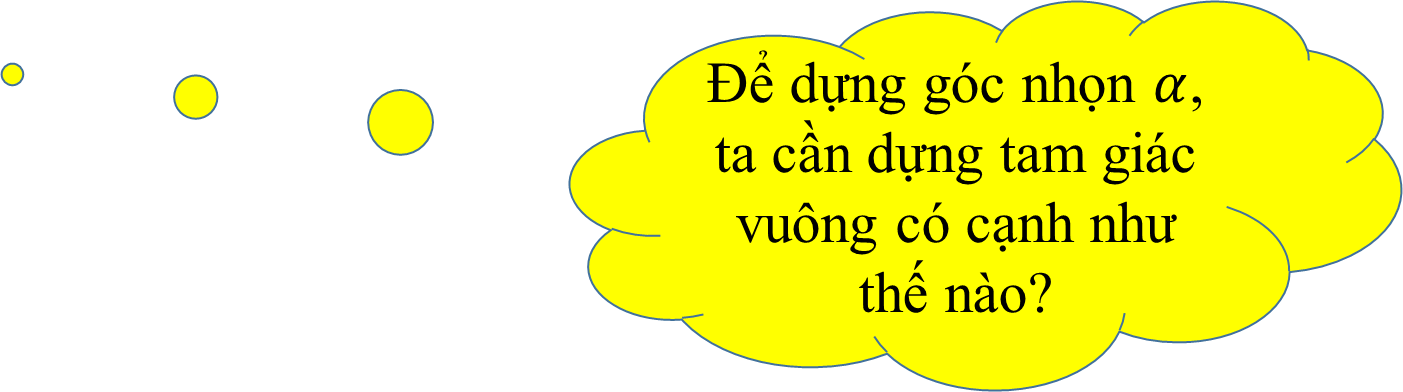 Để dựng góc nhọn 𝛼,
ta cần dựng tam giác
vuông có cạnh như
thế nào?